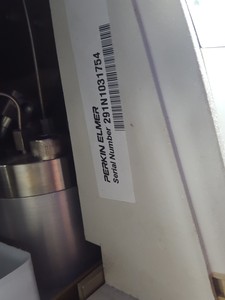 PERKIN ELMER
Serial Number 291N1031754